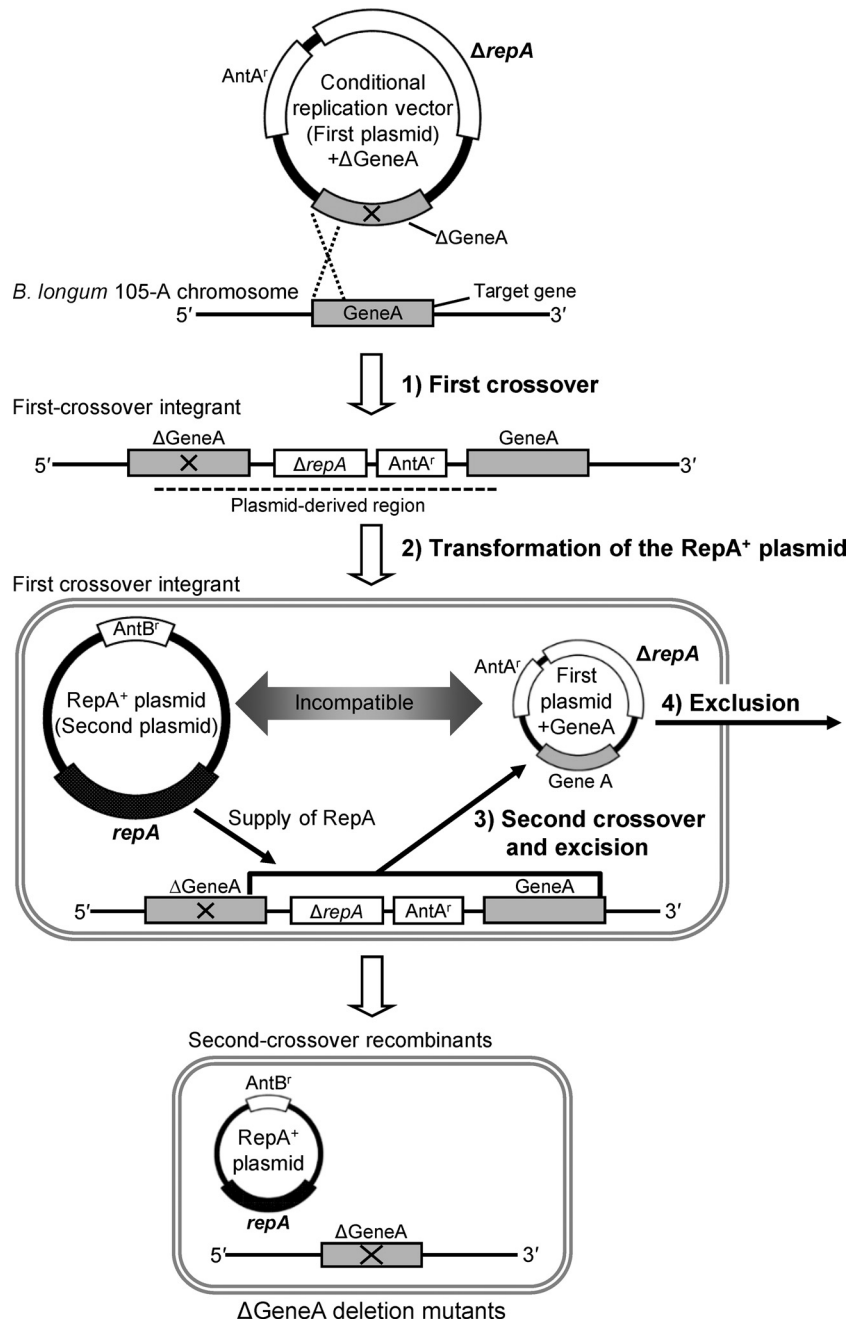 ΔrepA
AntAʳ
Conditional
replication vector
(First plasmid)
+ΔGeneA
ΔGeneA
B. longum 105-A chromosome
Target gene
5′
GeneA
3′
1) First crossover
First-crossover integrant
ΔGeneA
GeneA
5′
ΔrepA
AntAʳ
3′
Plasmid-derived region
2) Transformation of the RepA⁺ plasmid
First crossover integrant
AntBʳ
RepA⁺ plasmid
(Second plasmid)
repA
Incompatible
AntAʳ
ΔrepA
First
plasmid
+GeneA
Gene A
4) Exclusion
Supply of RepA
3) Second crossover
and excision
ΔGeneA
GeneA
5′
ΔrepA
AntAʳ
3′
Second-crossover recombinants
AntBʳ
RepA⁺
plasmid
repA
ΔGeneA
5′
3′
ΔGeneA deletion mutants